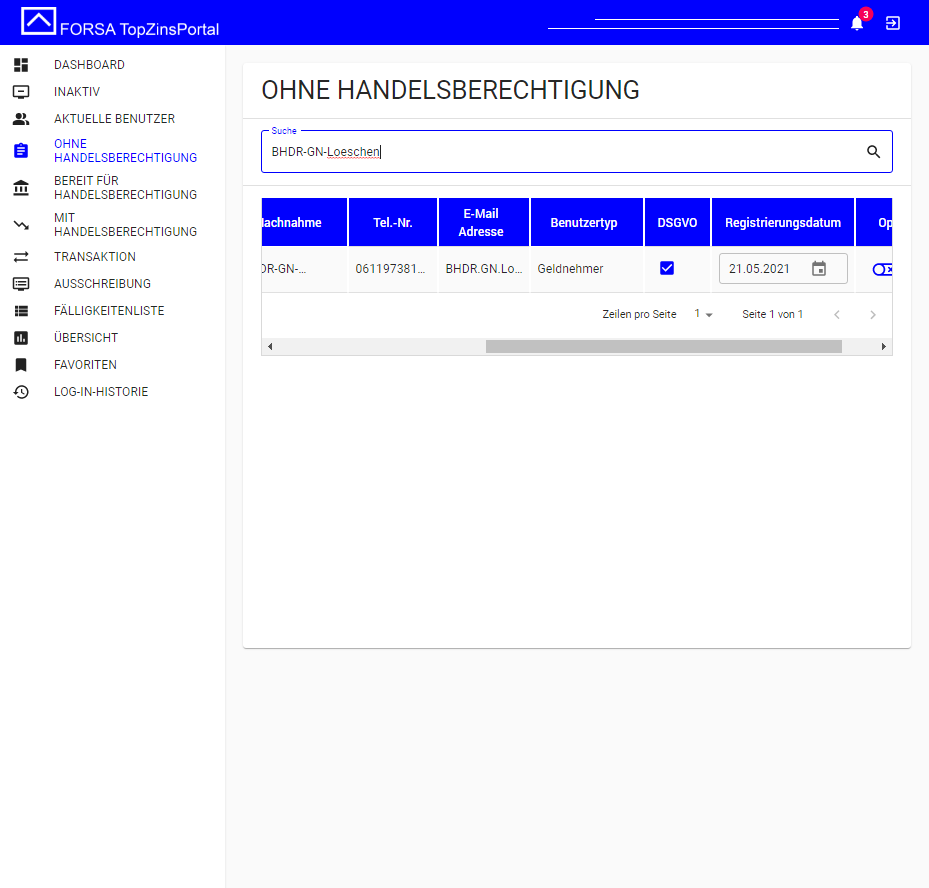 FORSA TopZinsPortal
3
DASHBOARD
INAKTIV
AKTUELLE BENUTZER
OHNE
HANDELSBERECHTIGUNG
BEREIT FÜR
HANDELSBERECHTIGUNG
MIT
HANDELSBERECHTIGUNG
TRANSAKTION
AUSSCHREIBUNG
FÄLLIGKEITENLISTE
ÜBERSICHT
FAVORITEN
LOG-IN-HISTORIE
OHNE HANDELSBERECHTIGUNG
Suche
BHDR-GN-Loeschen
lachnahme Tel.-Nr. E-Mail Adresse Benutzertyp DSGVO Registrierungsdatum Op
DR-GN-... 061197381... BHDR.GN.Lo... Geldnehmer 21.05.2021
Zeilen pro Seite 1 Seite 1 von 1